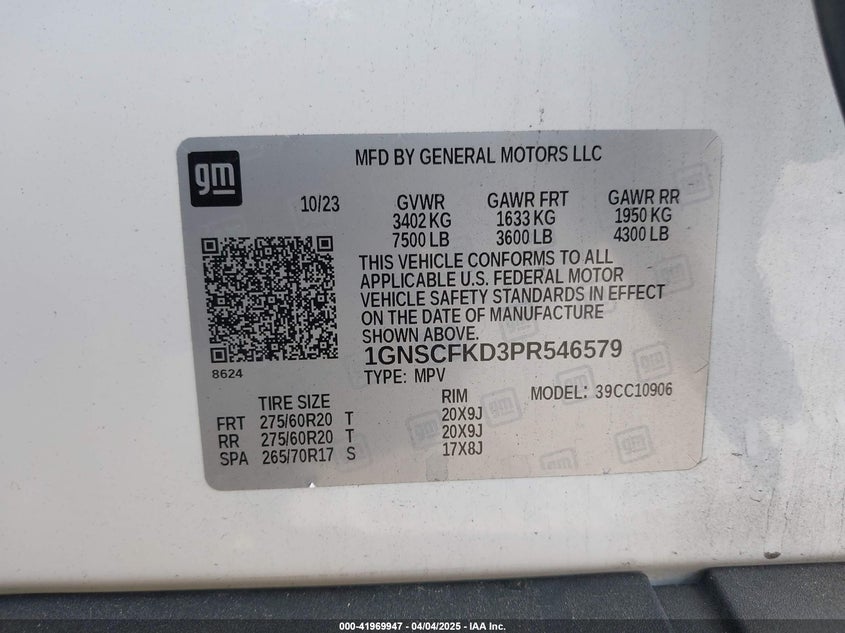 gm
MFD BY GENERAL MOTORS LLC
10/23 GVWR GAWR FRT GAWR RR
3402 KG 1633 KG 1950 KG
7500 LB 3600 LB 4300 LB
THIS VEHICLE CONFORMS TO ALL
APPLICABLE U.S. FEDERAL MOTOR
VEHICLE SAFETY STANDARDS IN EFFECT
ON THE DATE OF MANUFACTURE
SHOWN ABOVE.
1GNSCFKD3PR546579
8624
TYPE: MPV
MODEL: 39CC10906
TIRE SIZE RIM
FRT 275/60R20 T 20X9J
RR 275/60R20 T 20X9J
SPA 265/70R17 S 17X8J
000-41969947 - 04/04/2025 - IAA Inc.